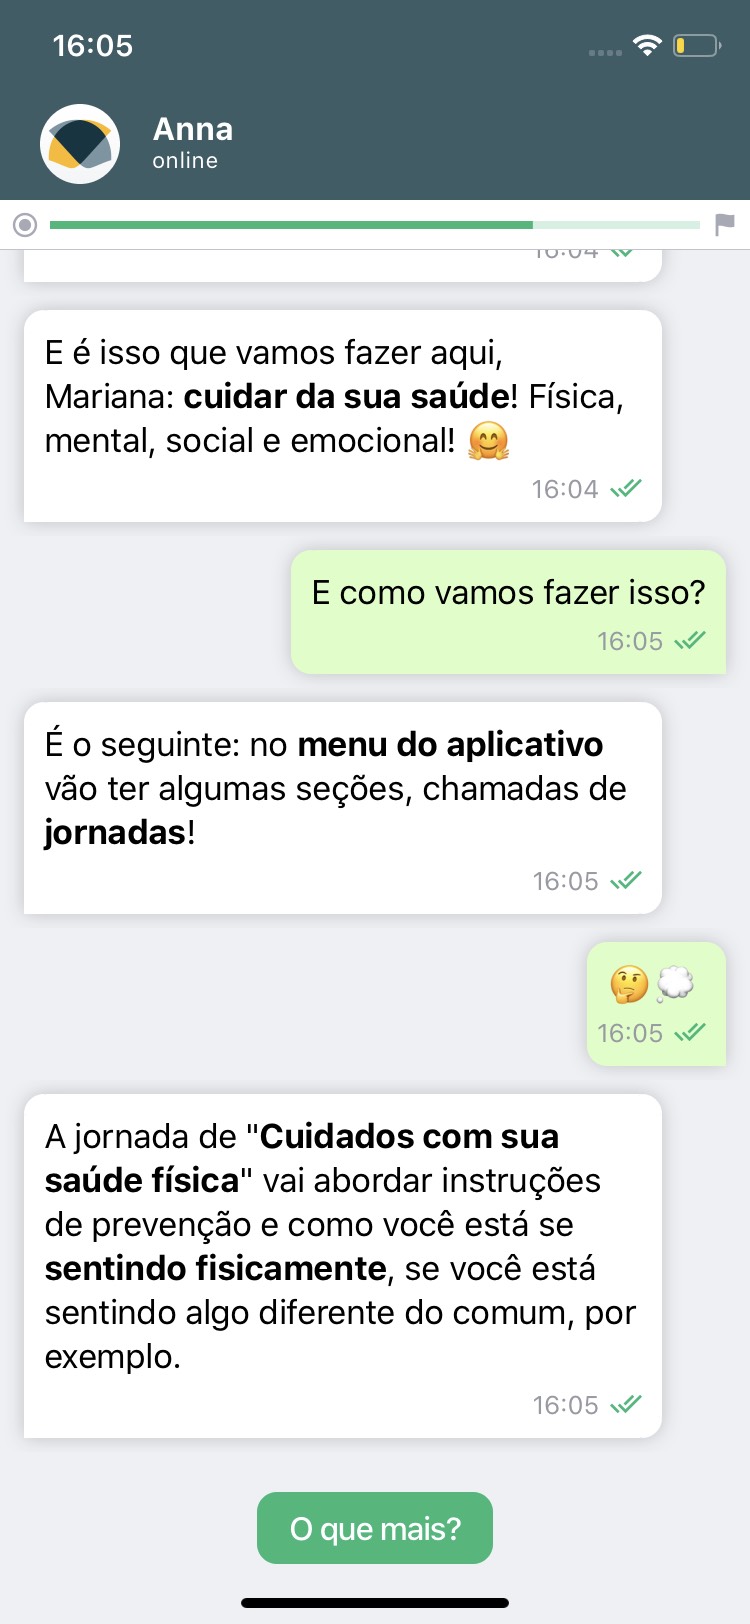 16:05
Anna
online
16:04
E é isso que vamos fazer aqui,
Mariana: cuidar da sua saúde! Física,
mental, social e emocional! 🤗
16:04
E como vamos fazer isso?
16:05
É o seguinte: no menu do aplicativo
vão ter algumas seções, chamadas de
jornadas!
16:05
🤔💭
16:05
A jornada de "Cuidados com sua
saúde física" vai abordar instruções
de prevenção e como você está se
sentindo fisicamente, se você está
sentindo algo diferente do comum, por
exemplo.
16:05
O que mais?